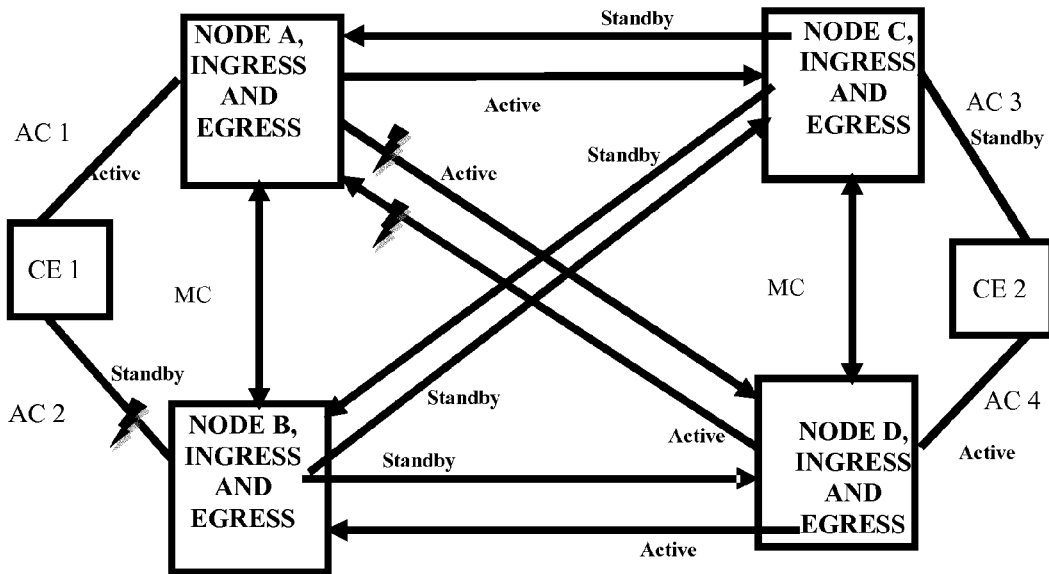 Standby
NODE A,
INGRESS
AND
EGRESS
NODE C,
INGRESS
AND
EGRESS
Active
AC 1
AC 3
Standby
Standby
Active
Active
CE 1
CE 2
MC
MC
Standby
Standby
AC 2
AC 4
NODE B,
INGRESS
AND
EGRESS
Active
NODE D,
INGRESS
AND
EGRESS
Active
Standby
Active